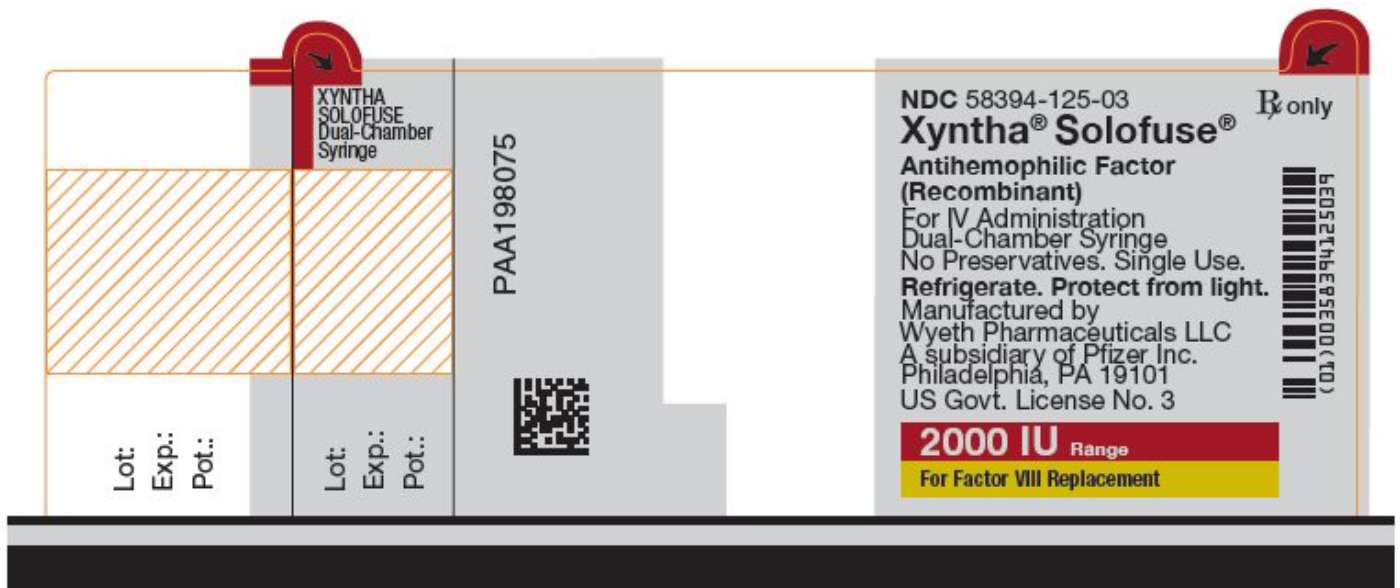 XYNTHA
SOLOFUSE
Dual-Chamber
Syringe
Lot:
Exp.:
Pot.:
Lot:
Exp.:
Pot.:
PAA198075
NDC 58394-125-03
Rx only
Xyntha® Solofuse®
Antihemophilic Factor
(Recombinant)
For IV Administration
Dual-Chamber Syringe
No Preservatives. Single Use.
Refrigerate. Protect from light.
Manufactured by
Wyeth Pharmaceuticals LLC
A subsidiary of Pfizer Inc.
Philadelphia, PA 19101
US Govt. License No. 3
2000 IU Range
For Factor VIII Replacement
(01)00358394125039